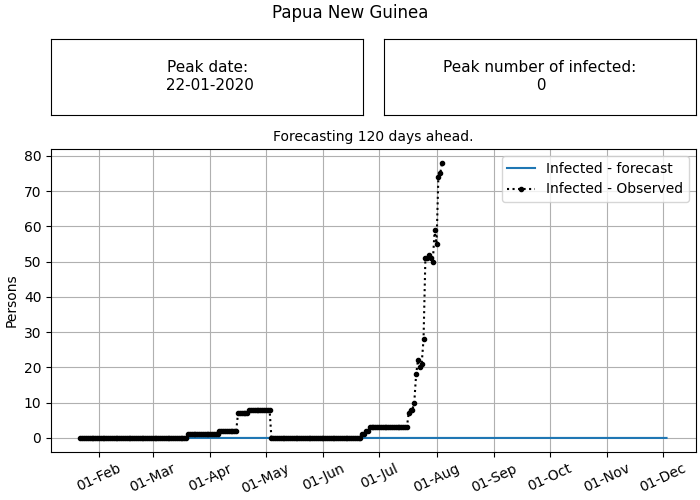 Papua New Guinea
Peak date:
22-01-2020
Peak number of infected:
0
Forecasting 120 days ahead.
Infected - forecast
Infected - Observed
Persons
80
70
60
50
40
30
20
10
0
01-Feb
01-Mar
01-Apr
01-May
01-Jun
01-Jul
01-Aug
01-Sep
01-Oct
01-Nov
01-Dec